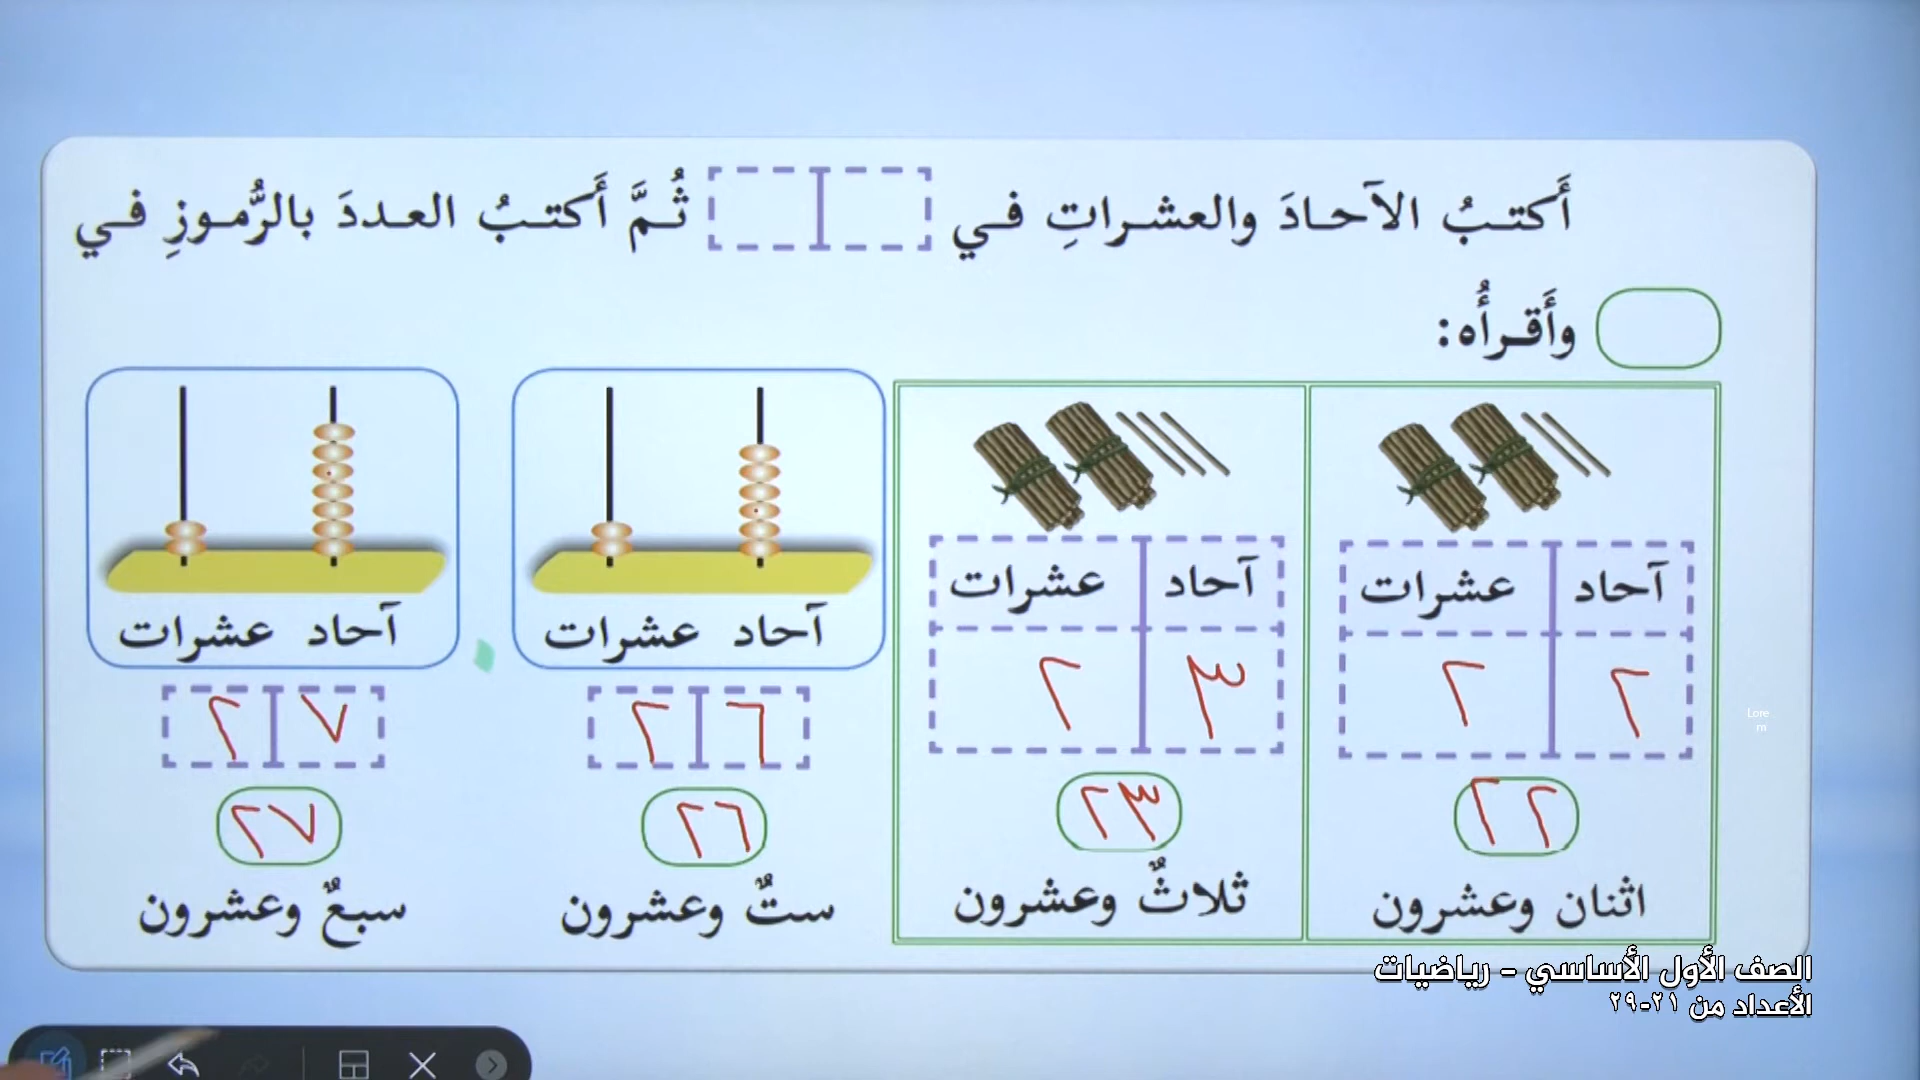 أَكتبُ الآحادَ والعشراتِ في ثُمَّ أَكتبُ العددَ بالرُّموزِ في
وأَقرأُه:
آحاد عشرات
٢ ٢
٢٢
اثنان وعشرون
آحاد عشرات
٣ ٢
٢٣
ثلاثٌ وعشرون
آحاد عشرات
٦ ٢
٢٦
ستٌ وعشرون
آحاد عشرات
٧ ٢
٢٧
سبعٌ وعشرون
Lore
m
الصف الأول الأساسي - رياضيات
الأعداد من ٢١-٢٩